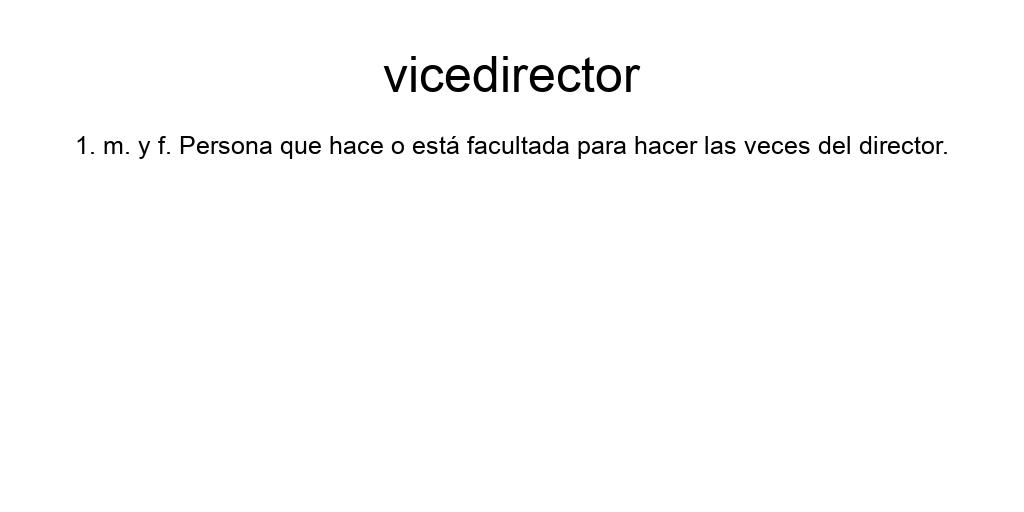 vicedirector
1. m. y f. Persona que hace o está facultada para hacer las veces del director.